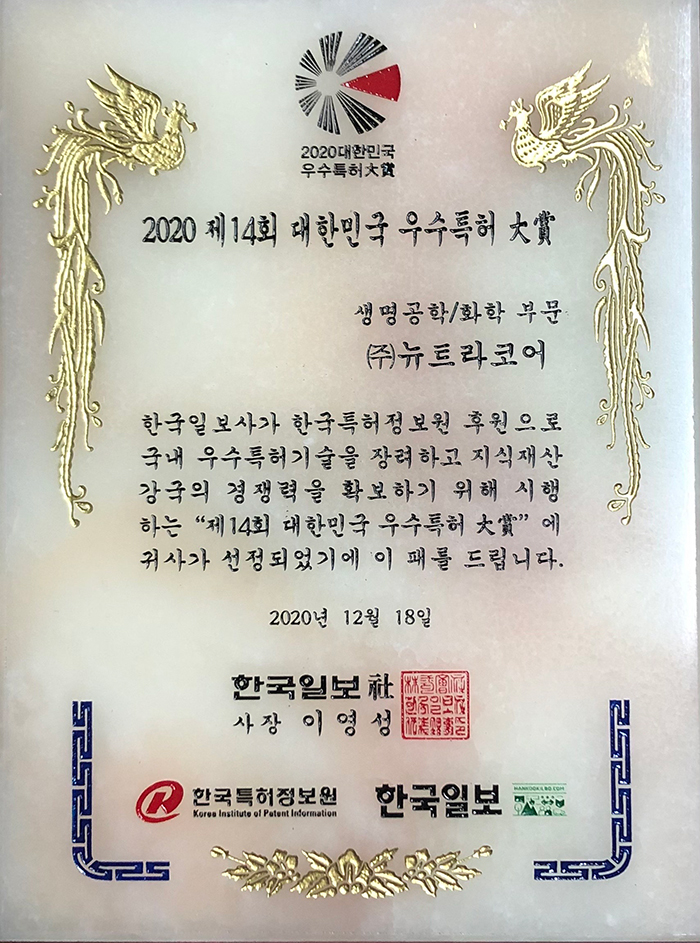 2020대한민국
우수특허大賞
2020 제14회 대한민국 우수특허 大賞
생명공학/화학 부문
㈜뉴트라코어
한국일보사가 한국특허정보원 후원으로
국내 우수특허기술을 장려하고 지식재산
강국의 경쟁력을 확보하기 위해 시행
하는 “제14회 대한민국 우수특허 大賞” 에
귀사가 선정되었기에 이 패를 드립니다.
2020년 12월 18일
한국일보社
사장 이영성
한국특허정보원
Korea Institute of Patent Information
한국일보
HANKOOKILBO.COM